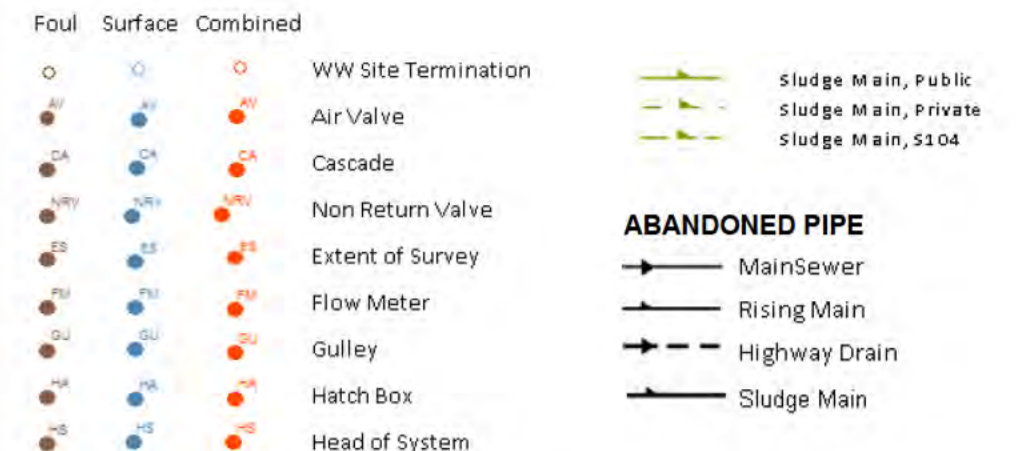 Foul Surface Combined
WW Site Termination
AV AV AV Air Valve
CA CA CA Cascade
NRV NRV NRV Non Return Valve
ES ES ES Extent of Survey
FM FM FM Flow Meter
GU GU GU Gulley
HA HA HA Hatch Box
HS HS HS Head of System
Sludge Main, Public
Sludge Main, Private
Sludge Main, S104
ABANDONED PIPE
MainSewer
Rising Main
Highway Drain
Sludge Main